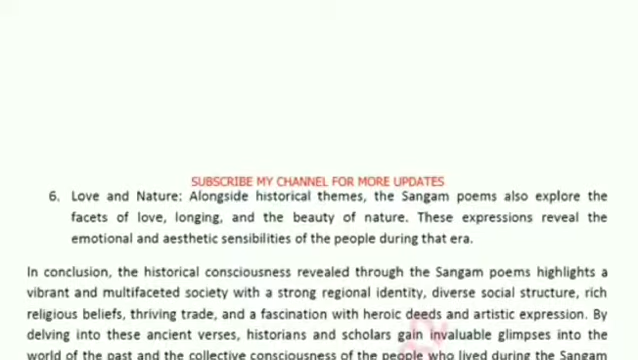 SUBSCRIBE MY CHANNEL FOR MORE UPDATES
6. Love and Nature: Alongside historical themes, the Sangam poems also explore the
facets of love, longing, and the beauty of nature. These expressions reveal the
emotional and aesthetic sensibilities of the people during that era.
In conclusion, the historical consciousness revealed through the Sangam poems highlights a
vibrant and multifaceted society with a strong regional identity, diverse social structure, rich
religious beliefs, thriving trade, and a fascination with heroic deeds and artistic expression. By
delving into these ancient verses, historians and scholars gain invaluable glimpses into the
world of the past and the collective consciousness of the people who lived during the Sangam